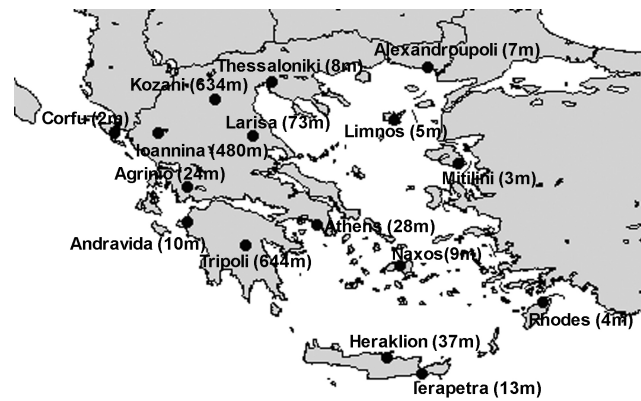 Alexandroupoli (7m)
Thessaloniki (8m)
Kozani (634m)
Corfu (2m)
Larisa (73m)
Limnos (5m)
Ioannina (480m)
Agrinio (24m)
Mitilini (3m)
Athens (28m)
Andravida (10m)
Tripoli (644m)
Naxos(9m)
Rhodes (4m)
Heraklion (37m)
Ierapetra (13m)